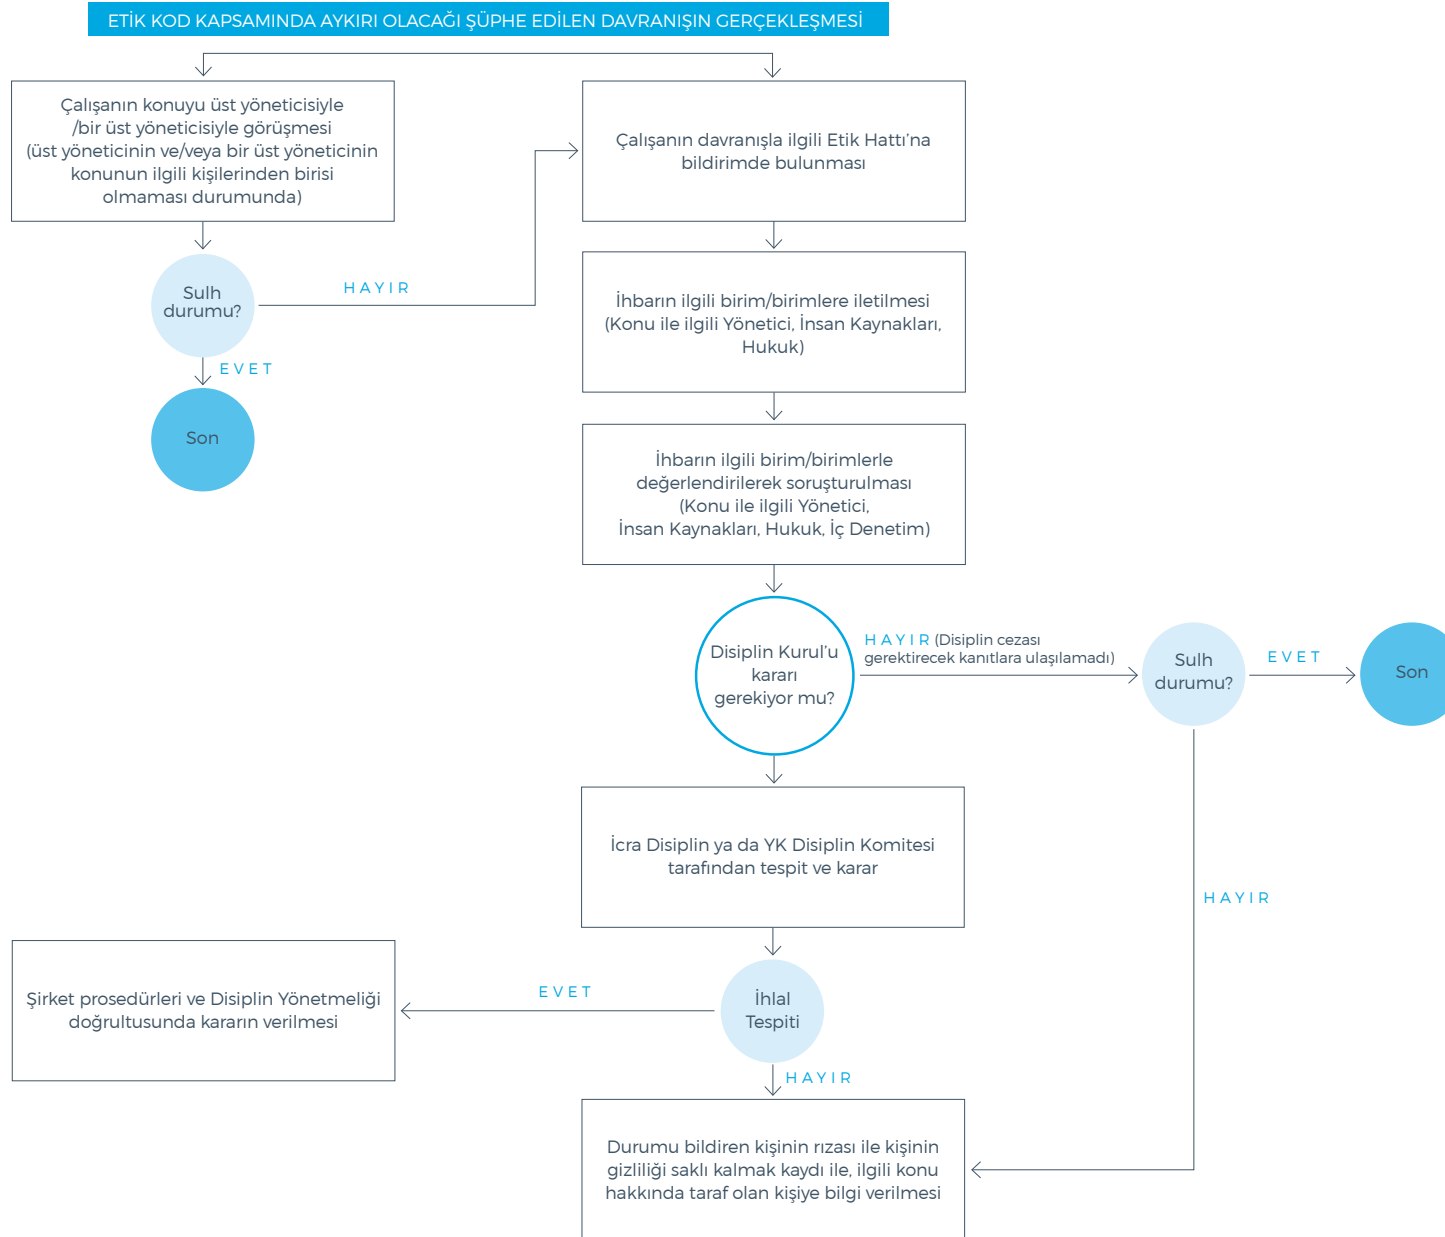 ETİK KOD KAPSAMINDA AYKIRI OLACAĞI ŞÜPHE EDİLEN DAVRANIŞIN GERÇEKLEŞMESİ
Çalışanın konuyu üst yöneticisiyle
/bir üst yöneticisiyle görüşmesi
(üst yöneticinin ve/veya bir üst yöneticinin
konunun ilgili kişilerinden birisi
olmaması durumunda)
Çalışanın davranışla ilgili Etik Hattı’na
bildirimde bulunması
Sulh
durumu?
HAYIR
EVET
Son
İhbarın ilgili birim/birimlere iletilmesi
(Konu ile ilgili Yönetici, İnsan Kaynakları,
Hukuk)
İhbarın ilgili birim/birimlerle
değerlendirilerek soruşturulması
(Konu ile ilgili Yönetici,
İnsan Kaynakları, Hukuk, İç Denetim)
Disiplin Kurul’u
kararı
gerekiyor mu?
HAYIR (Disiplin cezası
gerektirecek kanıtlara ulaşılamadı)
Sulh
durumu?
EVET
Son
HAYIR
İcra Disiplin ya da YK Disiplin Komitesi
tarafından tespit ve karar
İhlal
Tespiti
EVET
Şirket prosedürleri ve Disiplin Yönetmeliği
doğrultusunda kararın verilmesi
HAYIR
Durumu bildiren kişinin rızası ile kişinin
gizliliği saklı kalmak kaydı ile, ilgili konu
hakkında taraf olan kişiye bilgi verilmesi